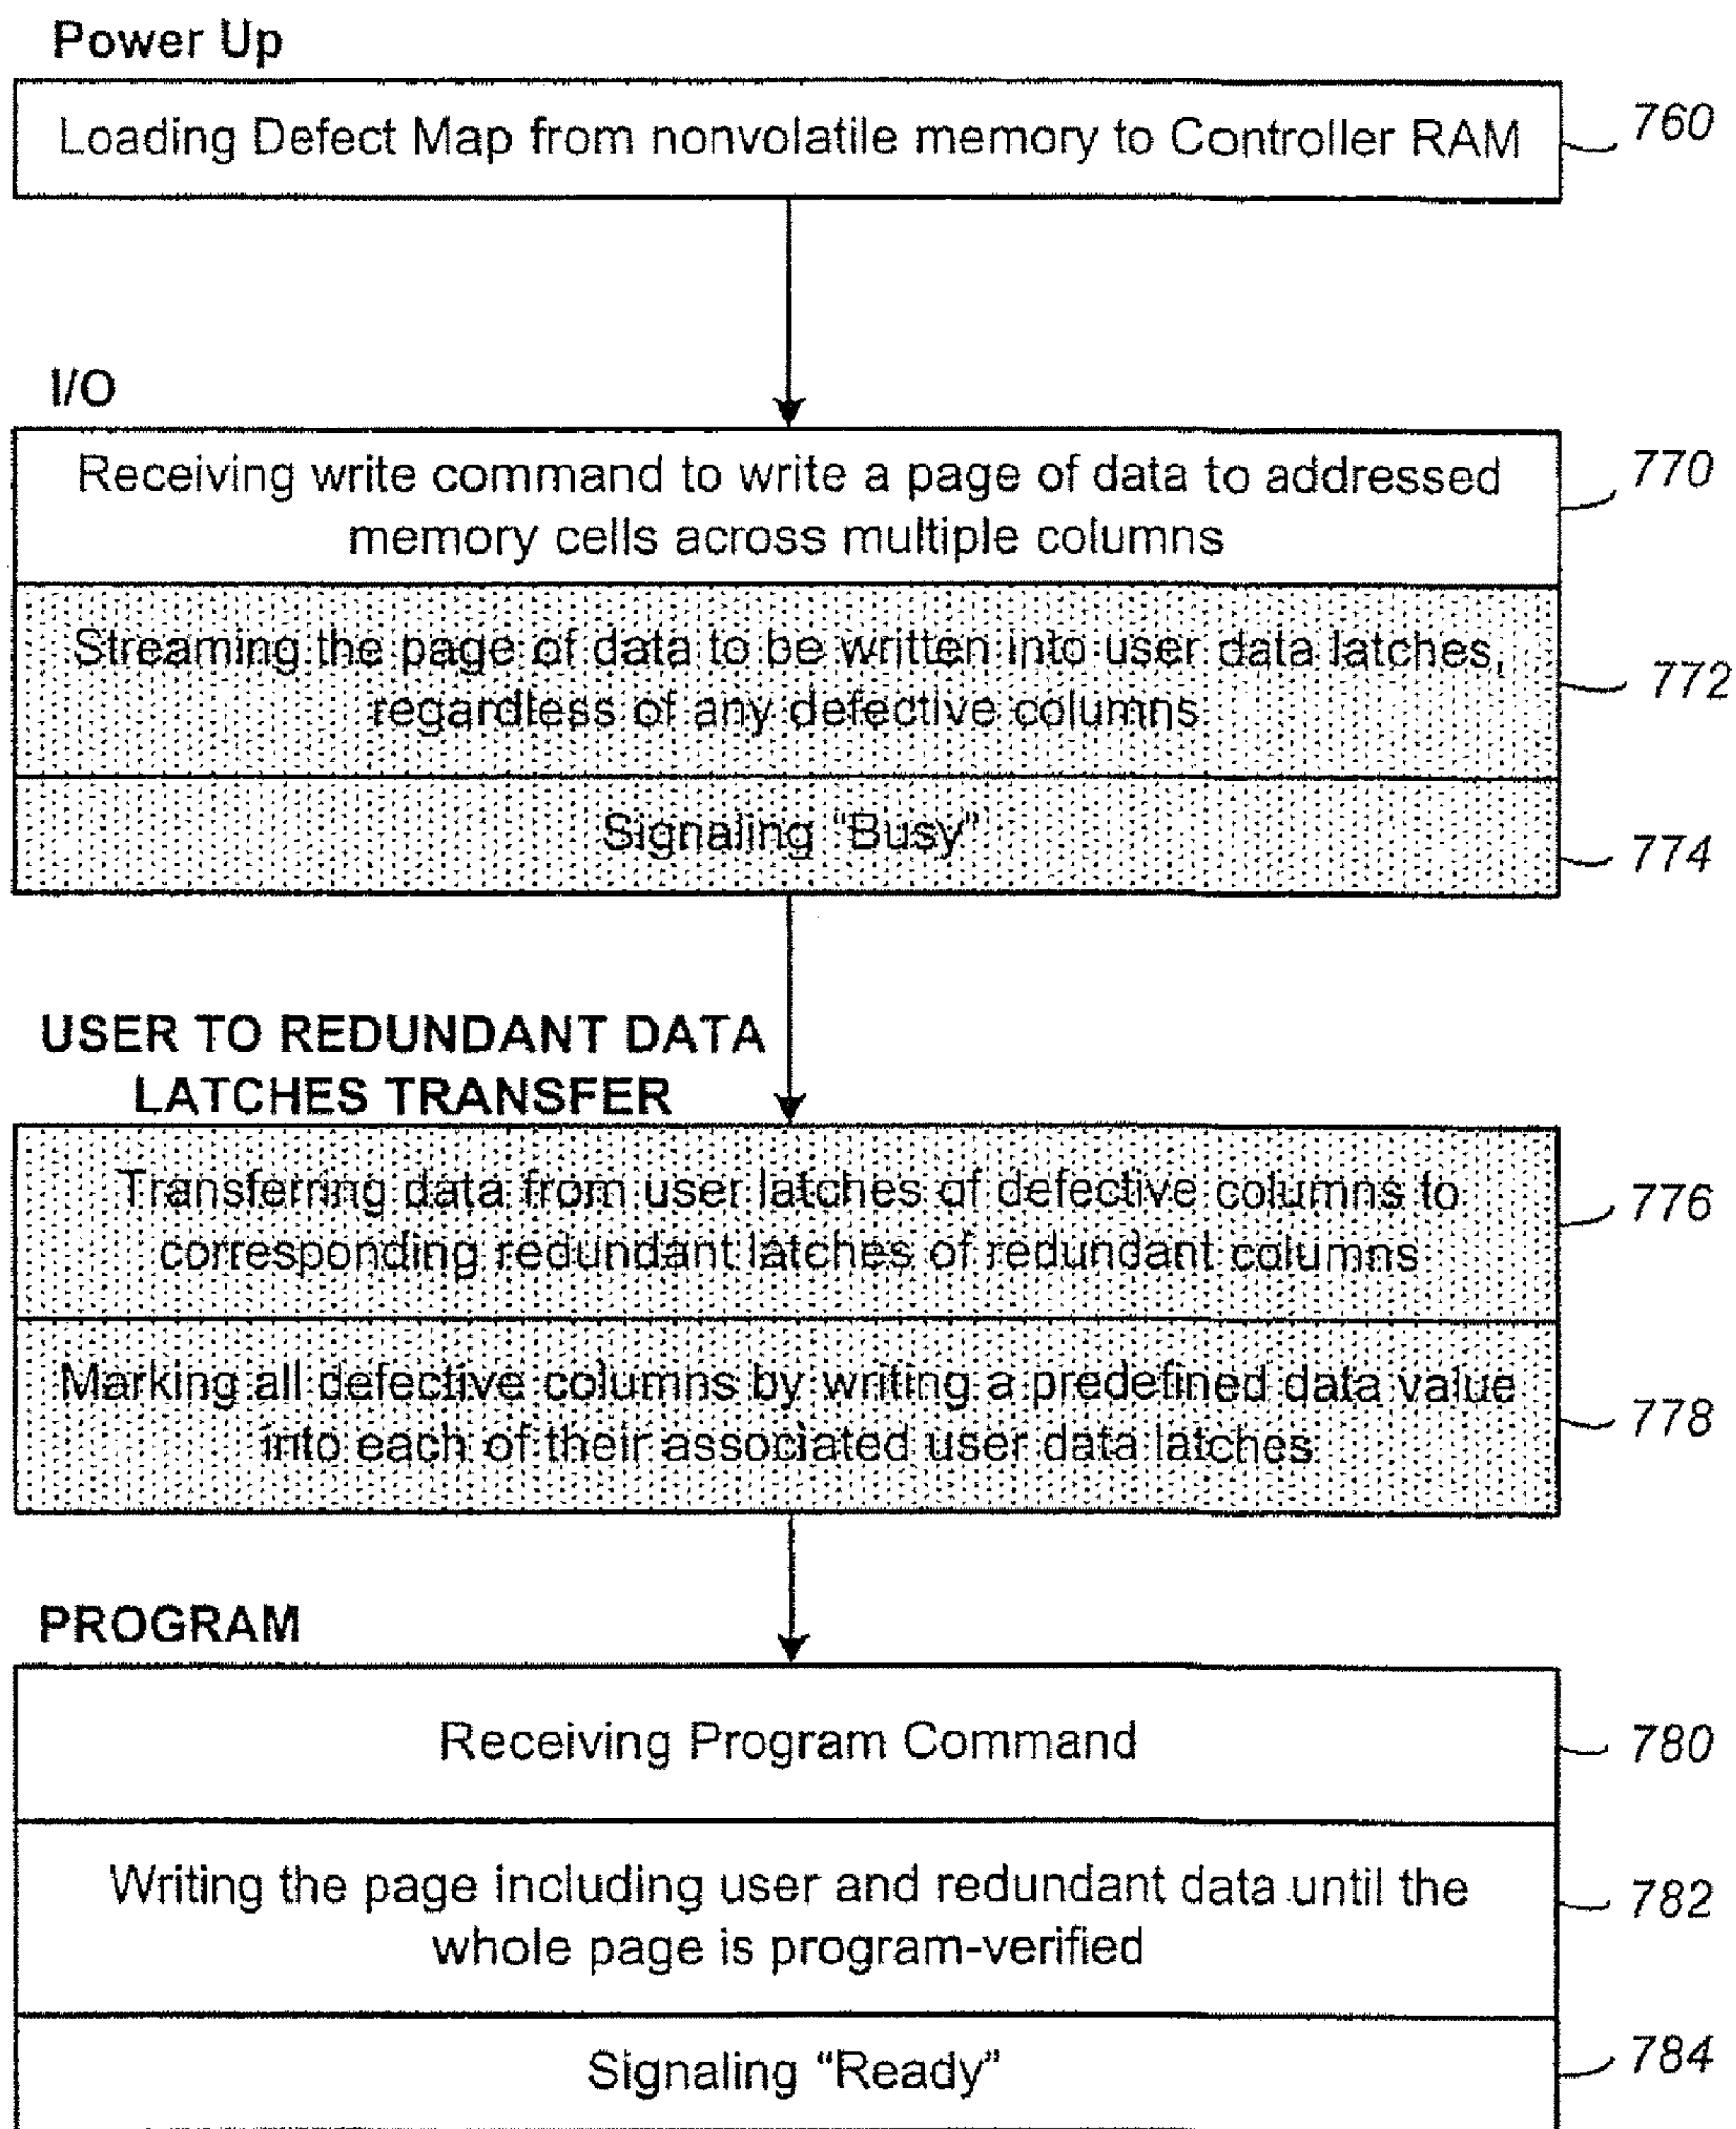 Power Up
Loading Defect Map from nonvolatile memory to Controller RAM
760
I/O
Receiving write command to write a page of data to addressed
memory cells across multiple columns
770
Streaming the page of data to be written into user data latches,
regardless of any defective columns
772
Signaling "Busy"
774
USER TO REDUNDANT DATA
LATCHES TRANSFER
Transferring data from user latches of defective columns to
corresponding redundant latches of redundant columns
776
Marking all defective columns by writing a predefined data value
into each of their associated user data latches
778
PROGRAM
Receiving Program Command
780
Writing the page including user and redundant data until the
whole page is program-verified
782
Signaling "Ready"
784